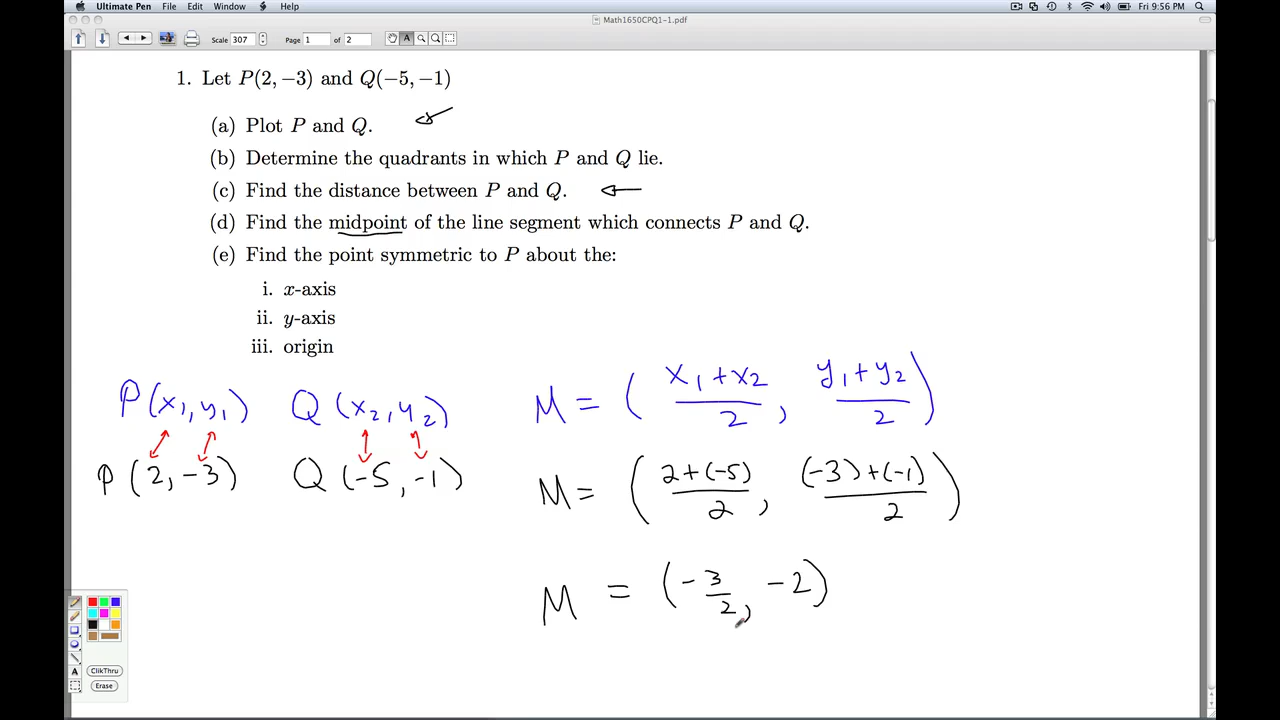 Ultimate Pen File Edit Window Help Fri 9:56 PM
Math1650CPQ1-1.pdf
Scale 307 Page 1 of 2
1. Let P(2, −3) and Q(−5, −1)
(a) Plot P and Q.
(b) Determine the quadrants in which P and Q lie.
(c) Find the distance between P and Q.
(d) Find the midpoint of the line segment which connects P and Q.
(e) Find the point symmetric to P about the:
i. x-axis
ii. y-axis
iii. origin
P(x₁, y₁) Q(x₂, y₂) M = ((x₁+x₂)/2, (y₁+y₂)/2)
P(2, −3) Q(−5, −1) M = ((2+(−5))/2, ((−3)+(−1))/2)
M = (−3/2, −2)
A
ClikThru
Erase